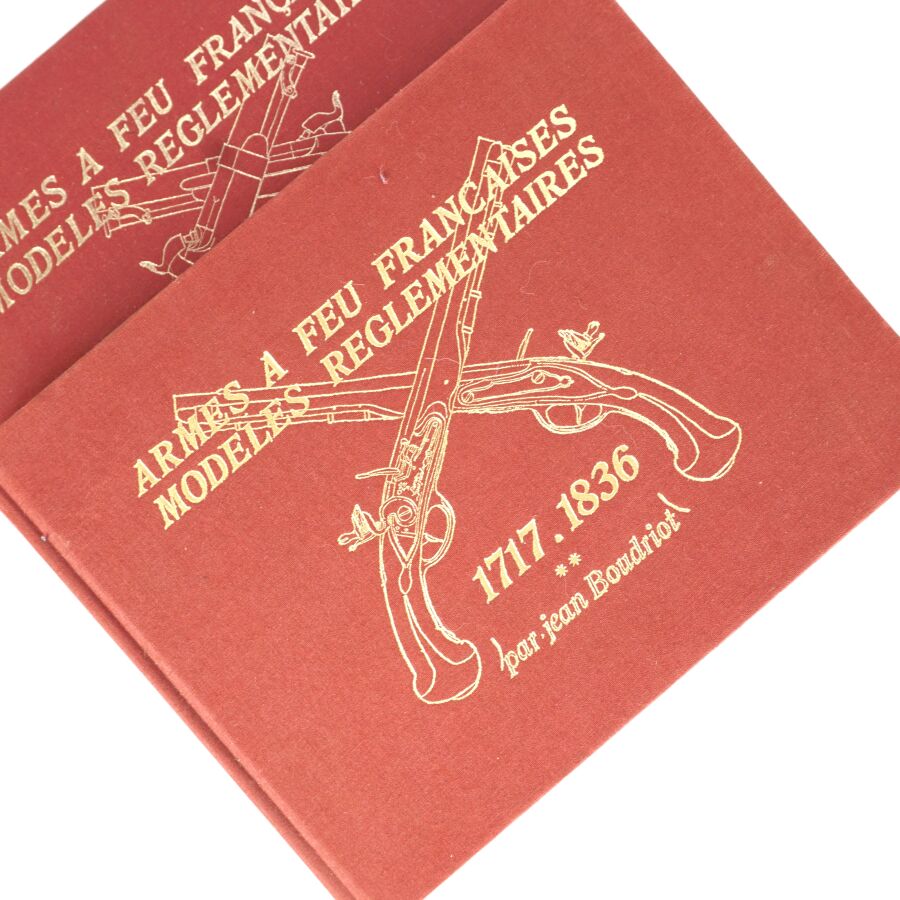 ARMES A FEU FRANÇ
MODELES REGLEMENTAI
ARMES A FEU FRANÇAISES
MODELES REGLEMENTAIRES
1717.1836
**
par jean Boudriot